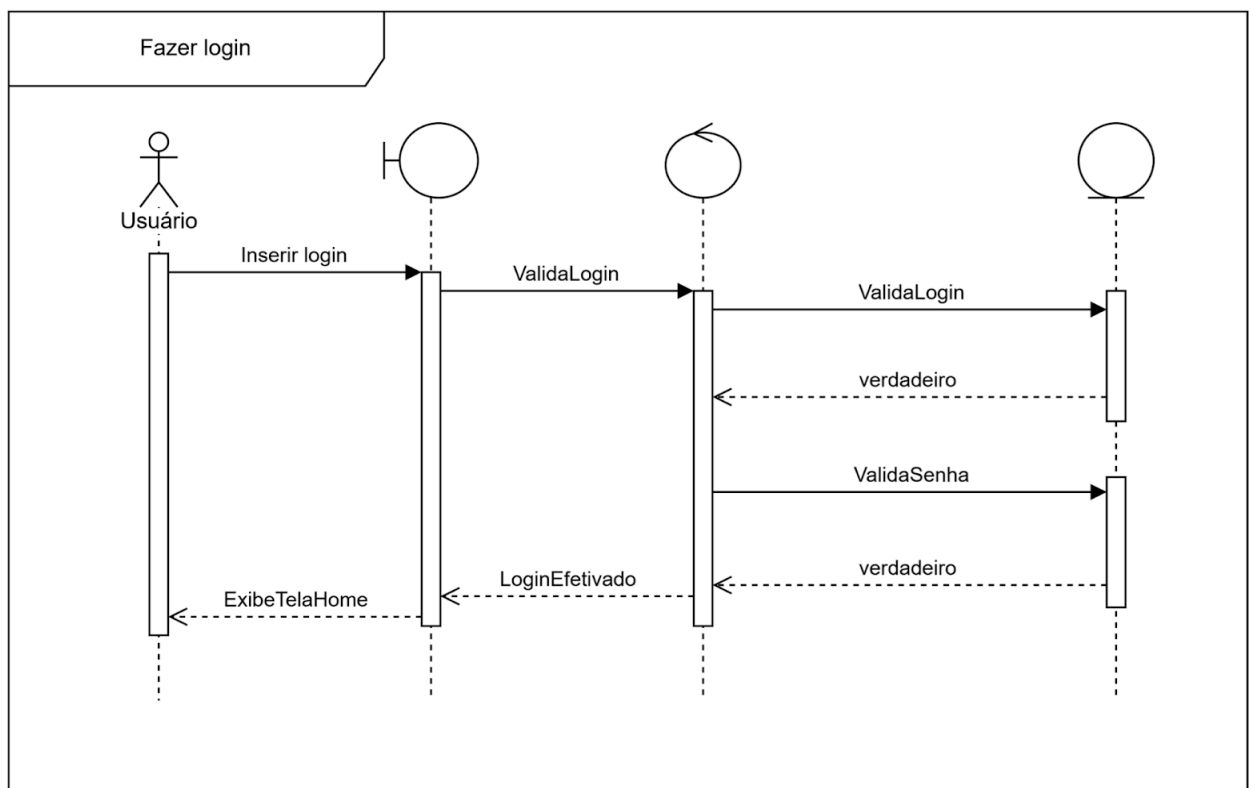 Fazer login
Usuário
Inserir login
ValidaLogin
ValidaLogin
verdadeiro
ValidaSenha
verdadeiro
LoginEfetivado
ExibeTelaHome